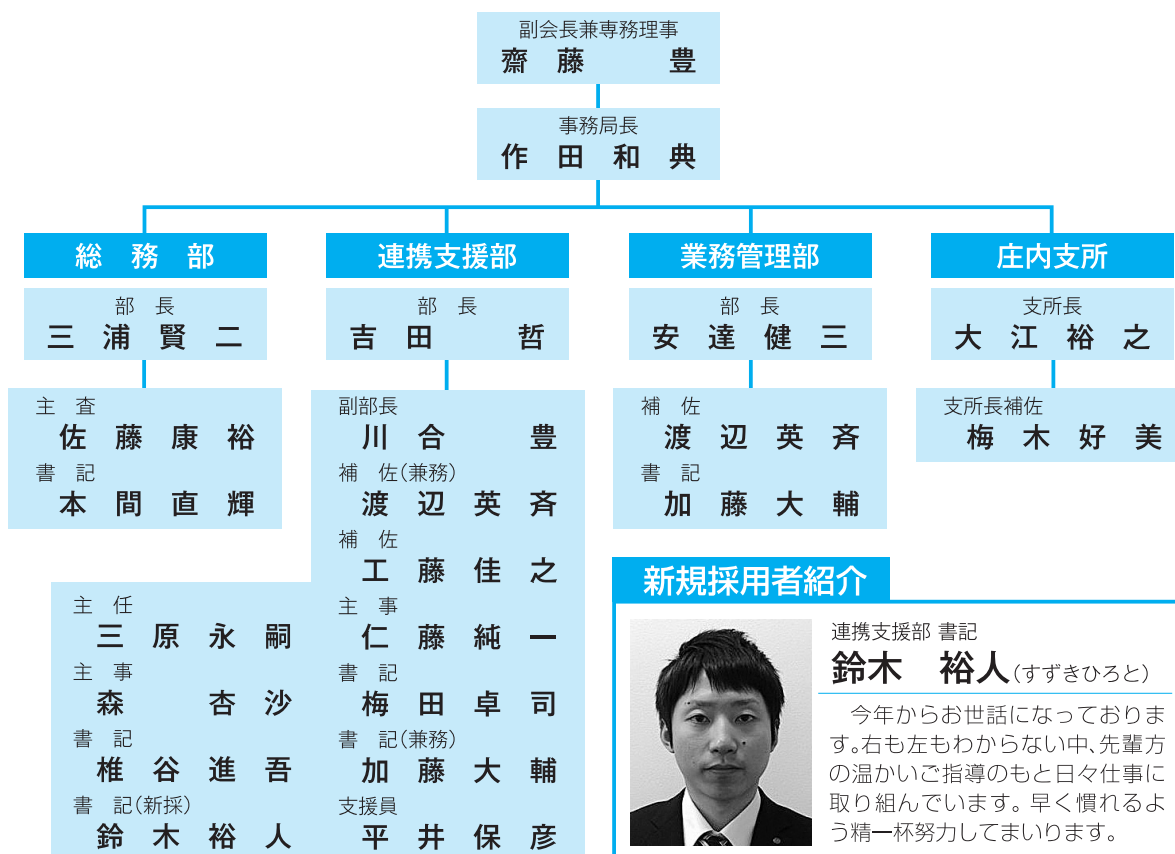 副会長兼専務理事
齋藤　豊
事務局長
作田和典
総務部
部長
三浦賢二
主査
佐藤康裕
書記
本間直輝
連携支援部
部長
吉田　哲
副部長
川合　豊
補佐(兼務)
渡辺英斉
補佐
工藤佳之
主事
仁藤純一
書記
梅田卓司
書記(兼務)
加藤大輔
支援員
平井保彦
主任
三原永嗣
主事
森　杏沙
書記
椎谷進吾
書記(新採)
鈴木裕人
業務管理部
部長
安達健三
補佐
渡辺英斉
書記
加藤大輔
庄内支所
支所長
大江裕之
支所長補佐
梅木好美
新規採用者紹介
連携支援部 書記
鈴木　裕人(すずきひろと)
　今年からお世話になっておりま
す。右も左もわからない中、先輩方
の温かいご指導のもと日々仕事に
取り組んでいます。早く慣れるよ
う精一杯努力してまいります。